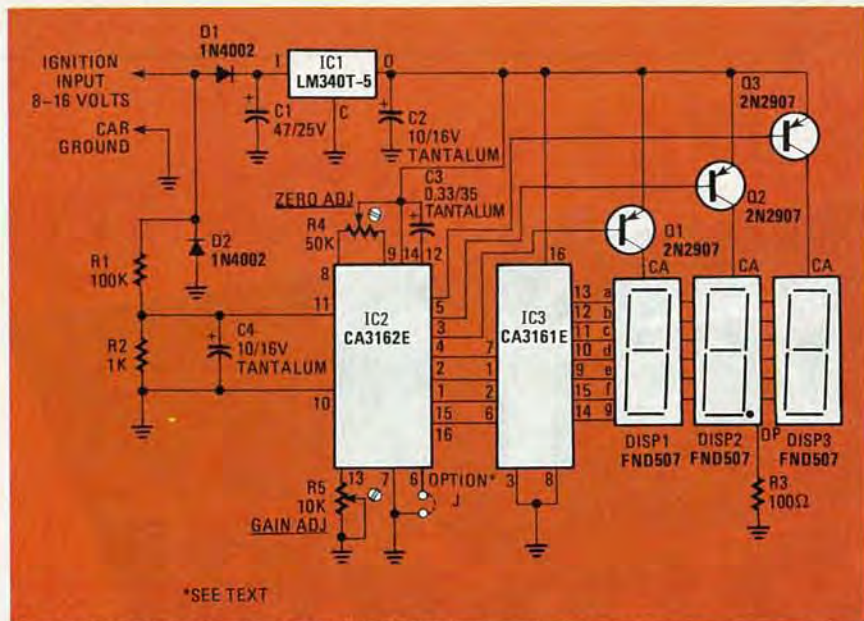 D1
1N4002
IGNITION
INPUT
8–16 VOLTS
CAR
GROUND
I
IC1
LM340T-5
O
C
+
C1
47/25V
+
C2
10/16V
TANTALUM
Q3
2N2907
C3
+
0.33/35
TANTALUM
ZERO ADJ
R4
50K
Q2
2N2907
Q1
2N2907
D2
1N4002
R1
100K
R2
1K
+
C4
10/16V
TANTALUM
8
9
14
12
11
10
IC2
CA3162E
5
3
4
2
1
15
16
13
7
6
R5
10K
GAIN ADJ
OPTION*
16
IC3
CA3161E
7
1
2
6
3
8
13 a
12 b
11 c
10 d
9 e
15 f
14 g
CA
CA
CA
DISP1
FND507
DISP2
FND507
DP
DISP3
FND507
R3
100Ω
*SEE TEXT